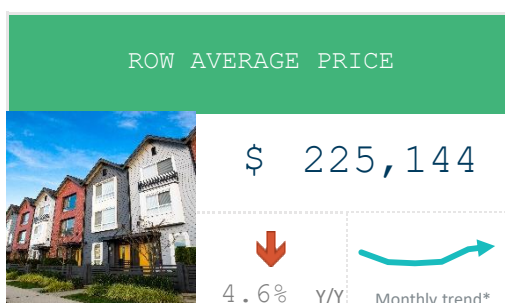 ROW AVERAGE PRICE
$ 225,144
4.6% Y/Y
Monthly trend*